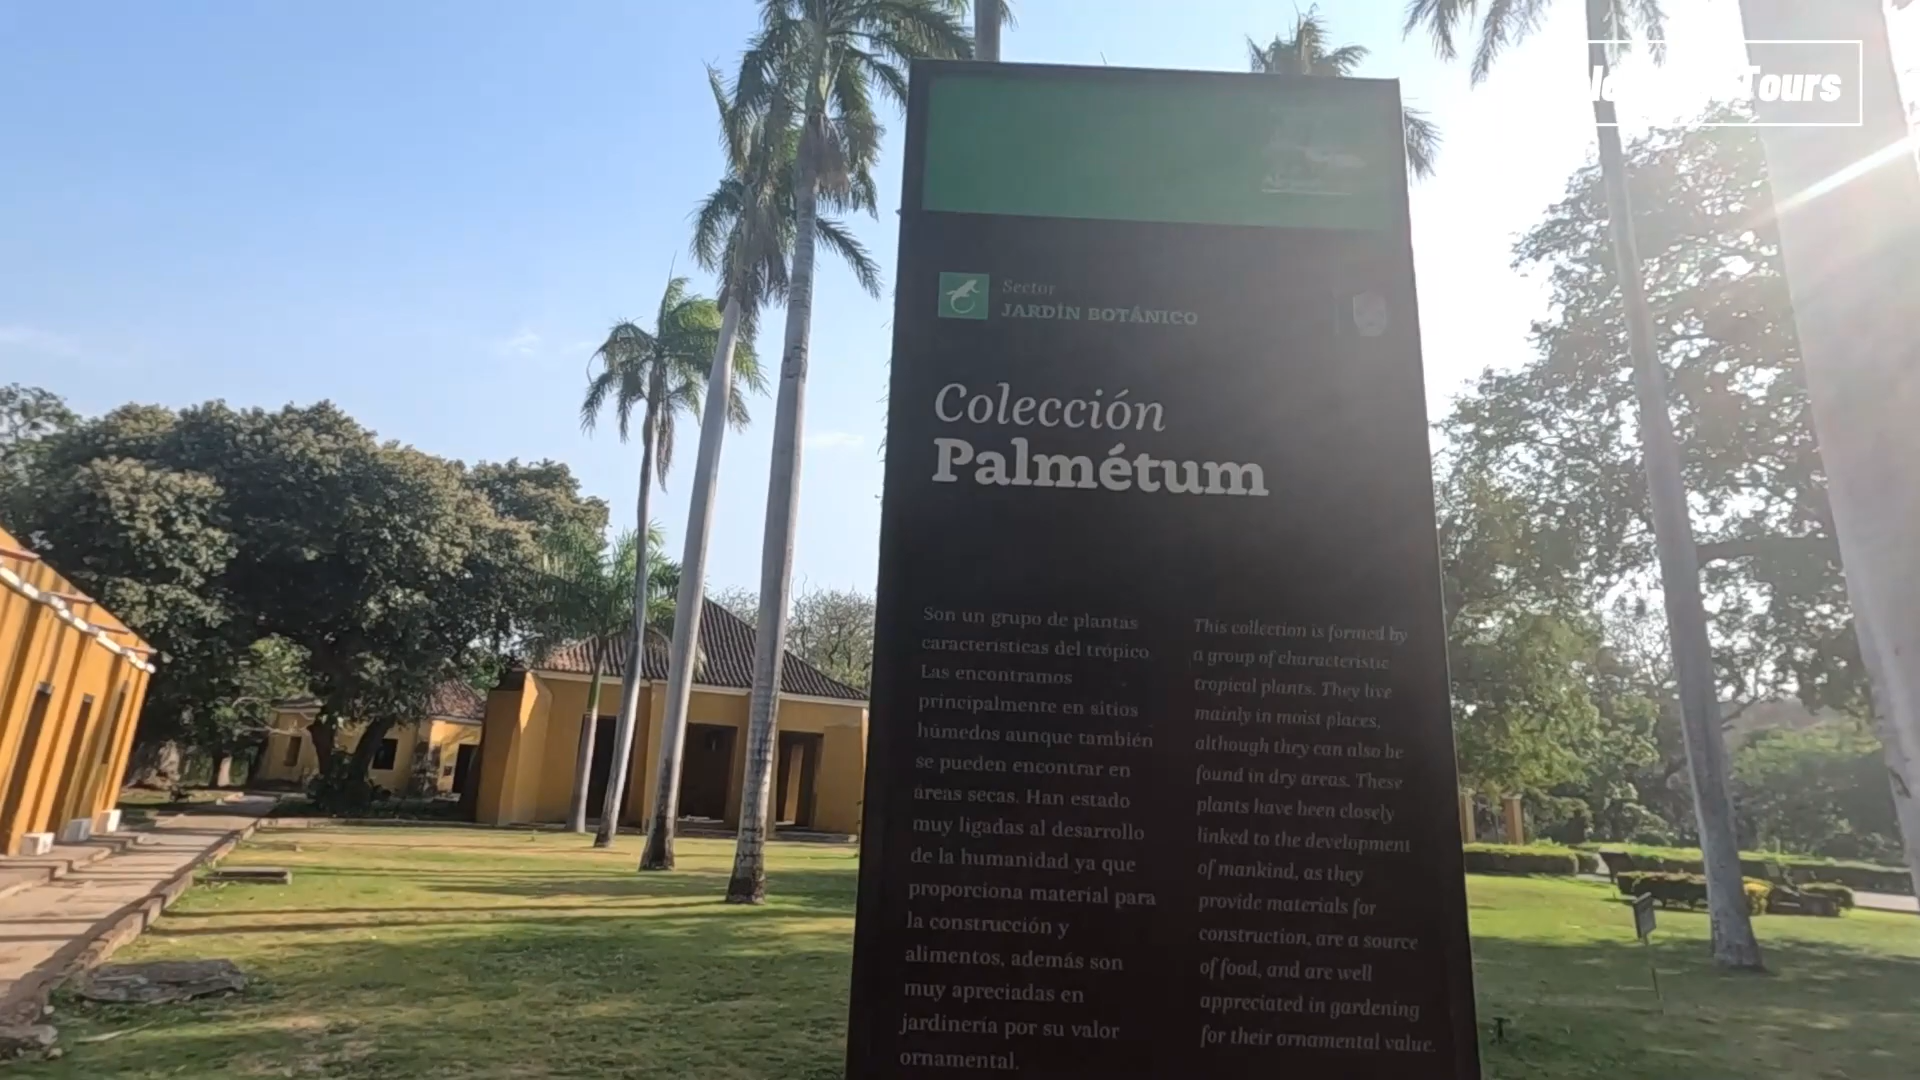 Tours
Sector
JARDÍN BOTÁNICO
Colección
Palmétum
Son un grupo de plantas
características del trópico.
Las encontramos
principalmente en sitios
húmedos aunque también
se pueden encontrar en
áreas secas. Han estado
muy ligadas al desarrollo
de la humanidad ya que
proporciona material para
la construcción y
alimentos, además son
muy apreciadas en
jardinería por su valor
ornamental.
This collection is formed by
a group of characteristic
tropical plants. They live
mainly in moist places,
although they can also be
found in dry areas. These
plants have been closely
linked to the development
of mankind, as they
provide materials for
construction, are a source
of food, and are well
appreciated in gardening
for their ornamental value.